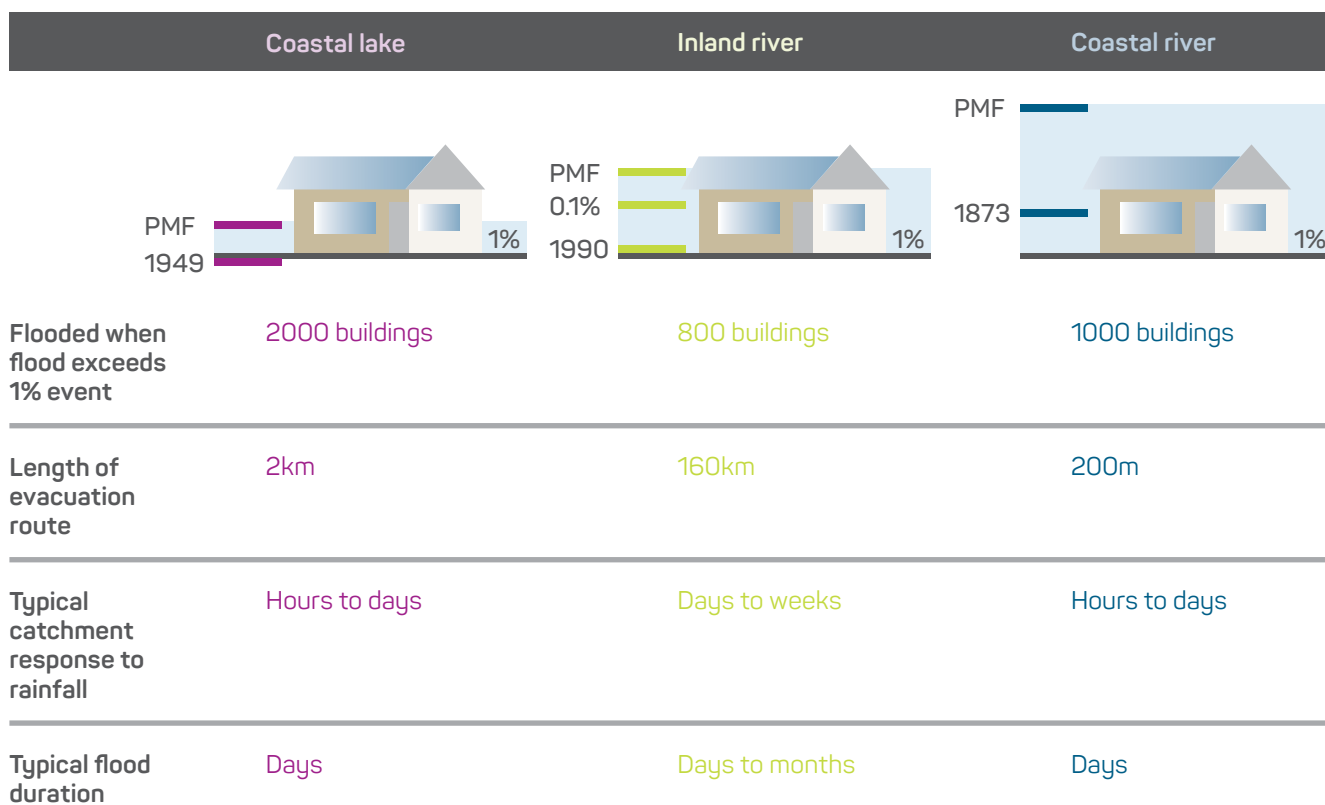 Coastal lake
Inland river
Coastal river
PMF
1949
1%
PMF
0.1%
1990
1%
PMF
1873
1%
Flooded when
flood exceeds
1% event
2000 buildings
800 buildings
1000 buildings
Length of
evacuation
route
2km
160km
200m
Typical
catchment
response to
rainfall
Hours to days
Days to weeks
Hours to days
Typical flood
duration
Days
Days to months
Days